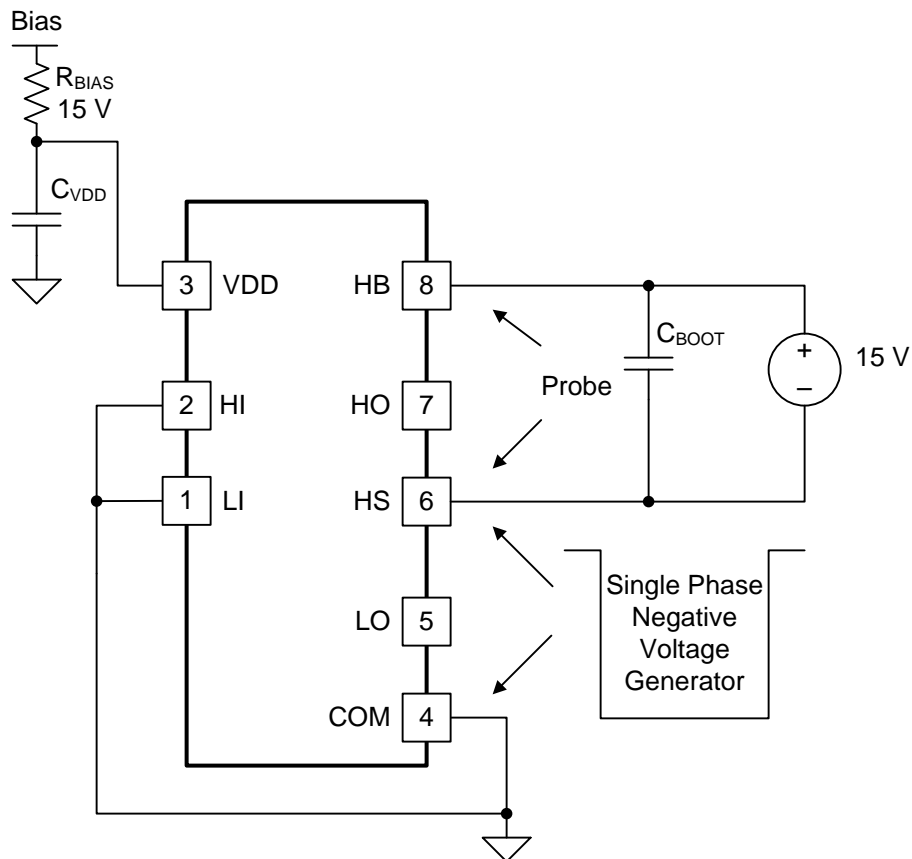 Bias
RBIAS
15 V
CVDD
3 VDD
HB 8
CBOOT
+
–
15 V
Probe
2 HI
HO 7
1 LI
HS 6
Single Phase
Negative
Voltage
Generator
LO 5
COM 4